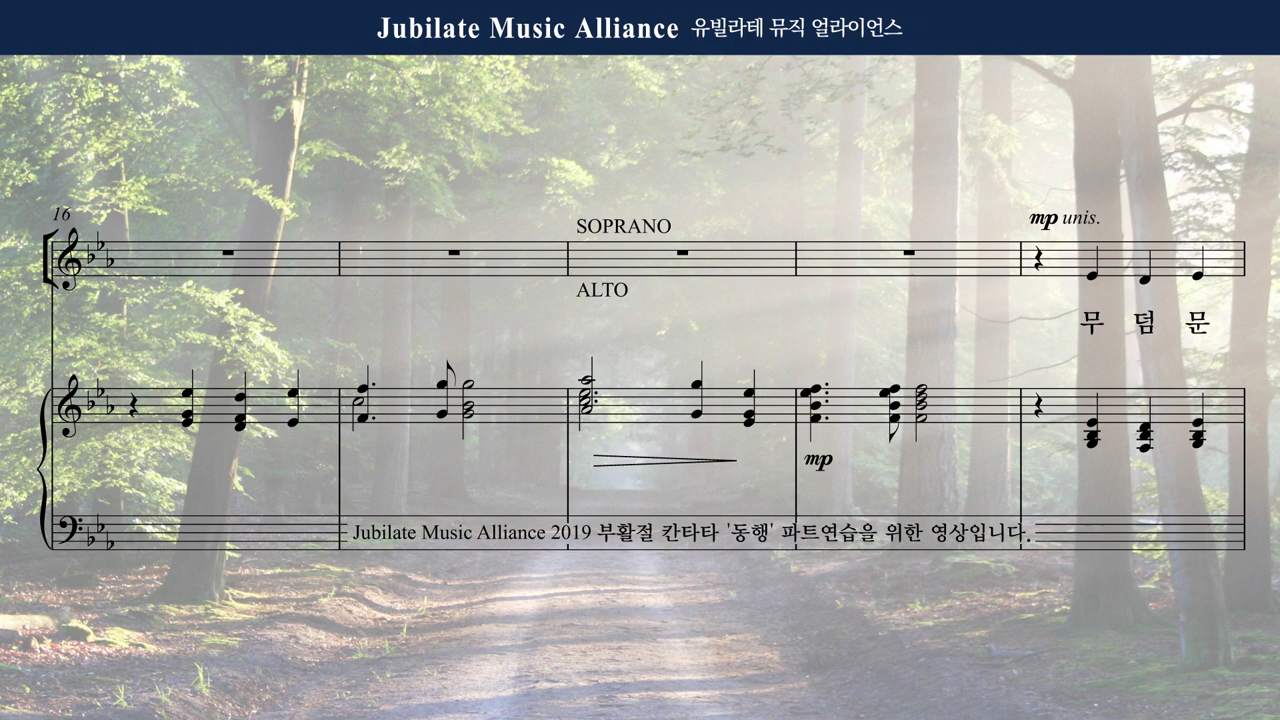 Jubilate Music Alliance 유빌라테 뮤직 얼라이언스
16
SOPRANO
mp unis.
ALTO
무 덤 문
mp
Jubilate Music Alliance 2019 부활절 칸타타 '동행' 파트연습을 위한 영상입니다.